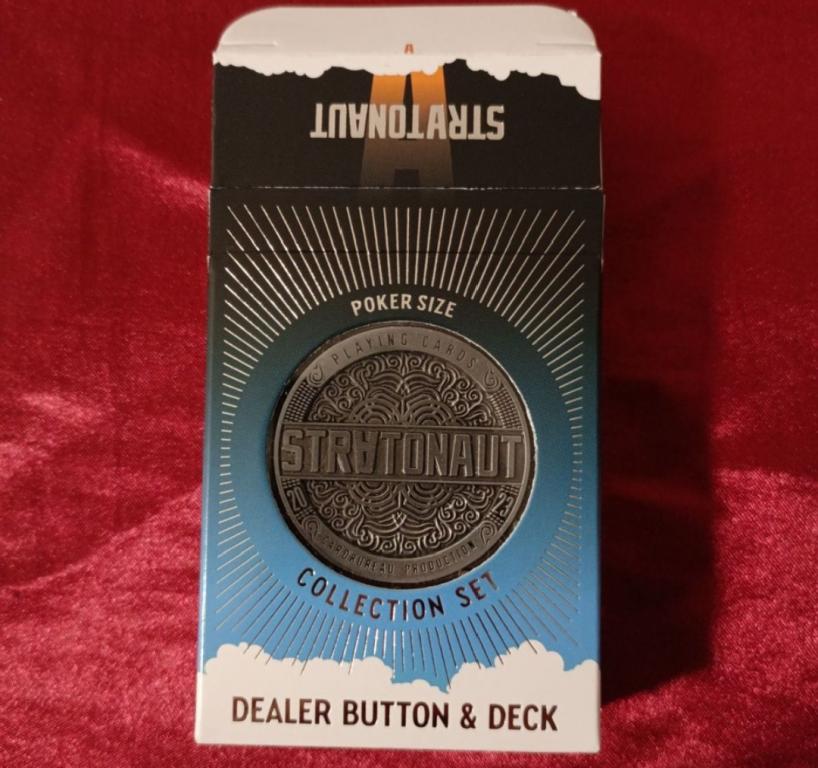 A
STRATONAUT
POKER SIZE
PLAYING CARDS
STRATONAUT
CARDBUREAU PRODUCTION
COLLECTION SET
DEALER BUTTON & DECK